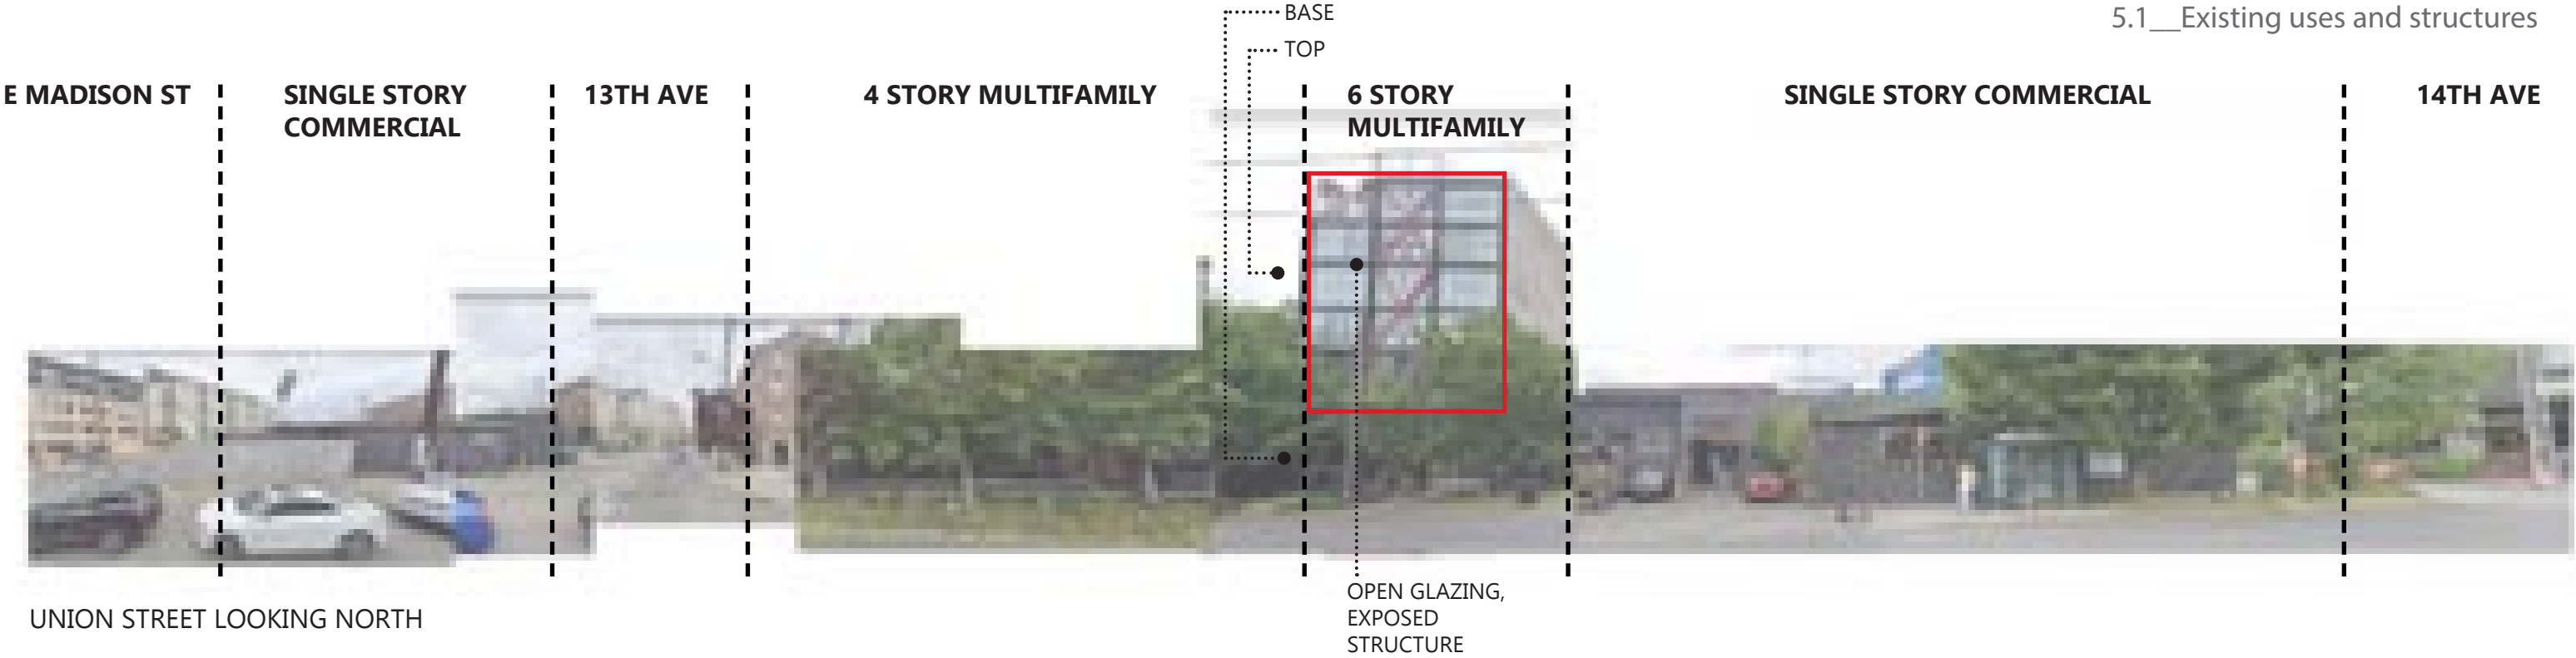 BASE
5.1__Existing uses and structures
TOP
E MADISON ST
SINGLE STORY
COMMERCIAL
13TH AVE
4 STORY MULTIFAMILY
6 STORY
MULTIFAMILY
SINGLE STORY COMMERCIAL
14TH AVE
OPEN GLAZING,
EXPOSED
STRUCTURE
UNION STREET LOOKING NORTH